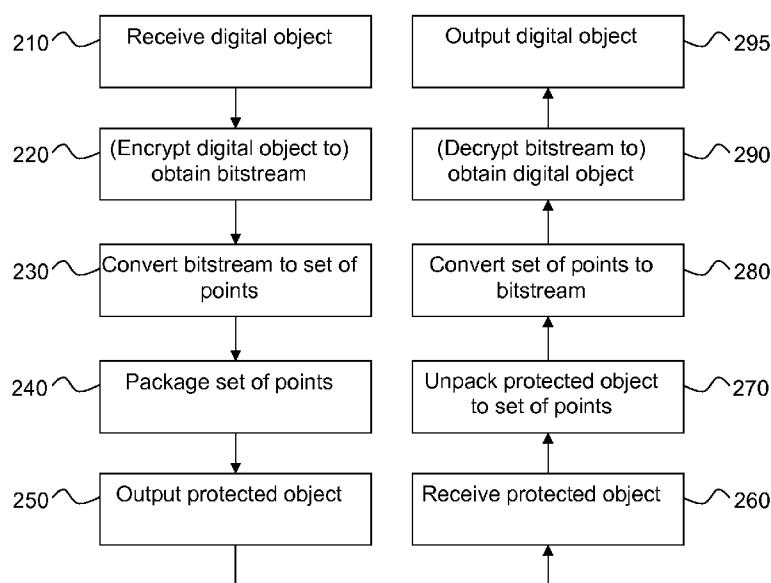 210 Receive digital object
220 (Encrypt digital object to)
obtain bitstream
230 Convert bitstream to set of
points
240 Package set of points
250 Output protected object
Output digital object 295
(Decrypt bitstream to) 290
obtain digital object
Convert set of points to 280
bitstream
Unpack protected object 270
to set of points
Receive protected object 260